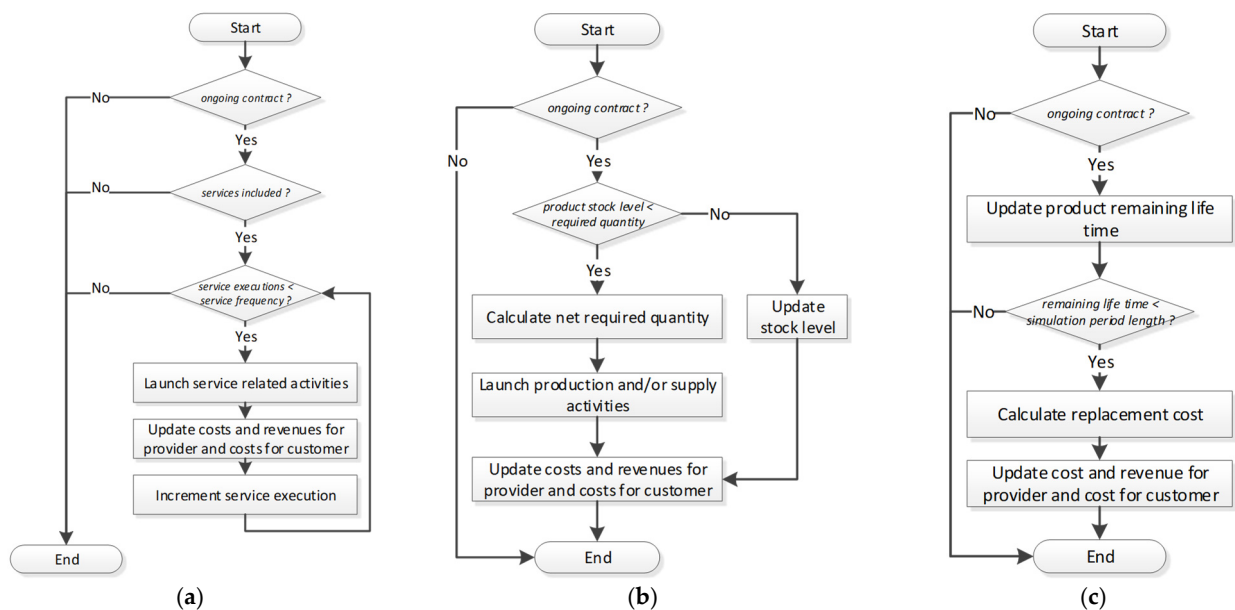 Start
ongoing contract ?
No
Yes
services included ?
No
Yes
service executions <
service frequency ?
No
Yes
Launch service related activities
Update costs and revenues for
provider and costs for customer
Increment service execution
End
(a)
Start
ongoing contract ?
No
Yes
product stock level <
required quantity
No
Yes
Calculate net required quantity
Update
stock level
Launch production and/or supply
activities
Update costs and revenues for
provider and costs for customer
End
(b)
Start
ongoing contract ?
No
Yes
Update product remaining life
time
remaining life time <
simulation period length ?
No
Yes
Calculate replacement cost
Update cost and revenue for
provider and cost for customer
End
(c)